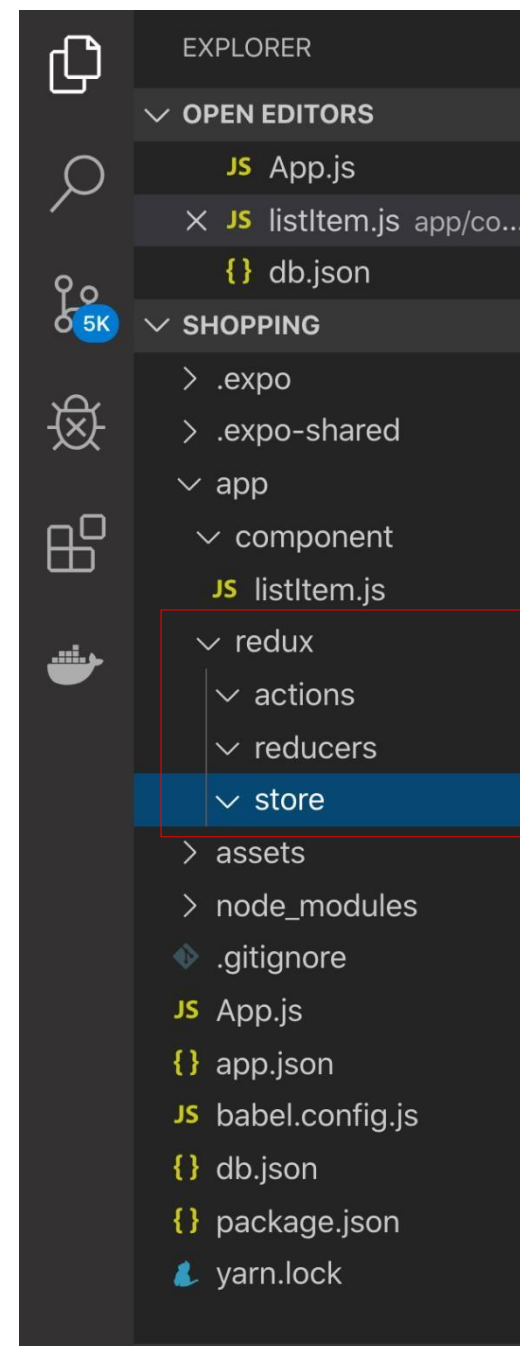 EXPLORER
OPEN EDITORS
JS App.js
JS listItem.js app/co...
{} db.json
5K
SHOPPING
.expo
.expo-shared
app
component
JS listItem.js
redux
actions
reducers
store
assets
node_modules
.gitignore
JS App.js
{} app.json
JS babel.config.js
{} db.json
{} package.json
yarn.lock